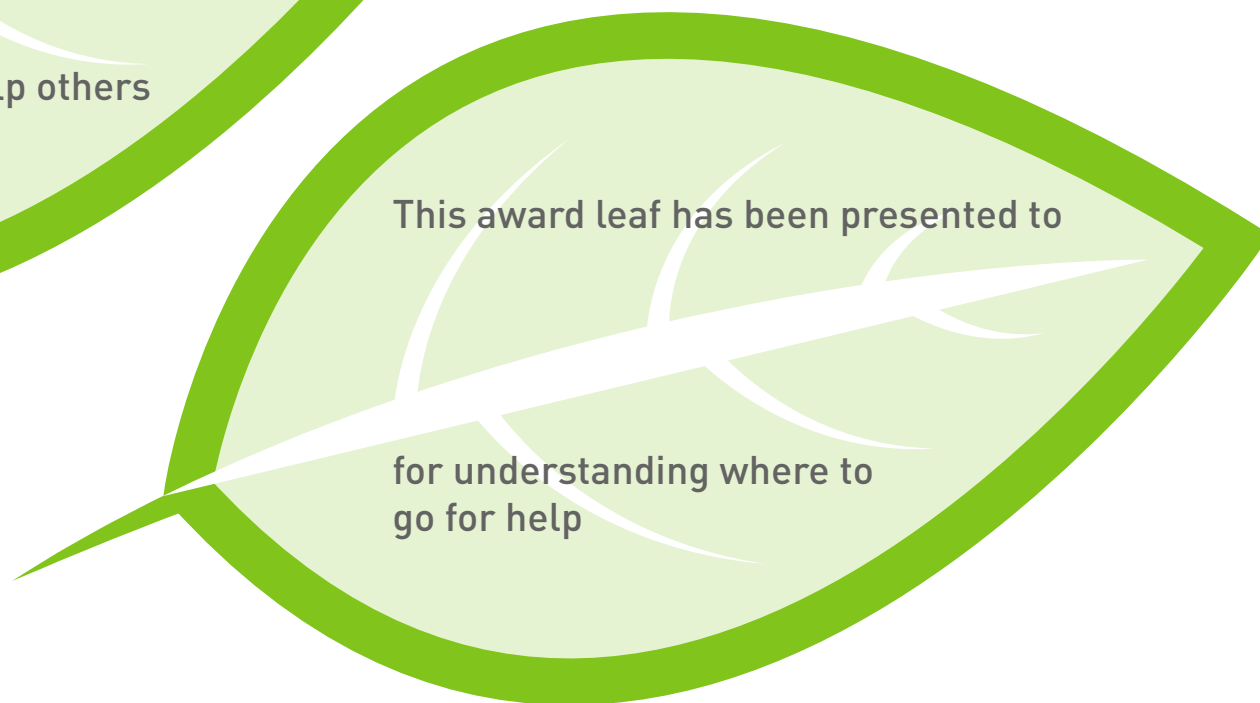 others
This award leaf has been presented to
for understanding where to
go for help